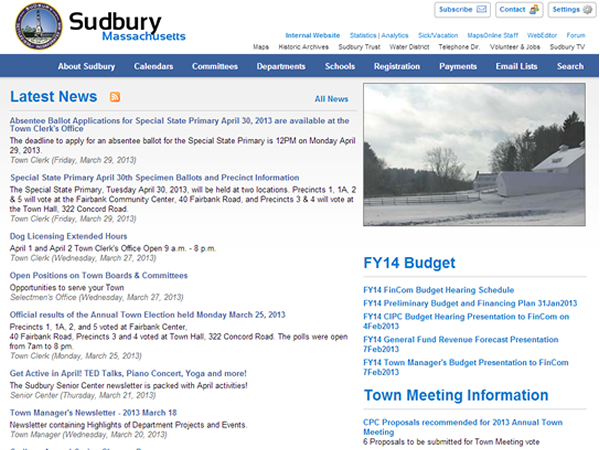 Subscribe
Contact
Settings
Sudbury
Massachusetts
Internal Website Statistics | Analytics Sick/Vacation MapsOnline Staff WebEditor Forum
Maps Historic Archives Sudbury Trust Water District Telephone Dir. Volunteer & Jobs Sudbury TV
About Sudbury Calendars Committees Departments Schools Registration Payments Email Lists Search
Latest News
All News
Absentee Ballot Applications for Special State Primary April 30, 2013 are available at the
Town Clerk's Office
The deadline to apply for an absentee ballot for the Special State Primary is 12PM on Monday April
29, 2013.
Town Clerk (Friday, March 29, 2013)
Special State Primary April 30th Specimen Ballots and Precinct Information
The Special State Primary, Tuesday April 30, 2013, will be held at two locations. Precincts 1, 1A, 2
& 5 will vote at the Fairbank Community Center, 40 Fairbank Road, and Precincts 3 & 4 will vote at
the Town Hall, 322 Concord Road.
Town Clerk (Friday, March 29, 2013)
Dog Licensing Extended Hours
April 1 and April 2 Town Clerk's Office Open 9 a.m. - 8 p.m.
Town Clerk (Wednesday, March 27, 2013)
Open Positions on Town Boards & Committees
Opportunities to serve your Town
Selectmen's Office (Wednesday, March 27, 2013)
Official results of the Annual Town Election held Monday March 25, 2013
Precincts 1, 1A, 2, and 5 voted at Fairbank Center,
40 Fairbank Road, Precincts 3 and 4 voted at Town Hall, 322 Concord Road. The polls were open
from 7am to 8 pm.
Town Clerk (Monday, March 25, 2013)
Get Active in April! TED Talks, Piano Concert, Yoga and more!
The Sudbury Senior Center newsletter is packed with April activities!
Senior Center (Thursday, March 21, 2013)
Town Manager's Newsletter - 2013 March 18
Newsletter containing Highlights of Department Projects and Events.
Town Manager (Wednesday, March 20, 2013)
FY14 Budget
FY14 FinCom Budget Hearing Schedule
FY14 Preliminary Budget and Financing Plan 31Jan2013
FY14 CIPC Budget Hearing Presentation to FinCom on
4Feb2013
FY14 General Fund Revenue Forecast Presentation
7Feb2013
FY14 Town Manager's Budget Presentation to FinCom
7Feb2013
Town Meeting Information
CPC Proposals recommended for 2013 Annual Town
Meeting
6 Proposals to be submitted for Town Meeting vote